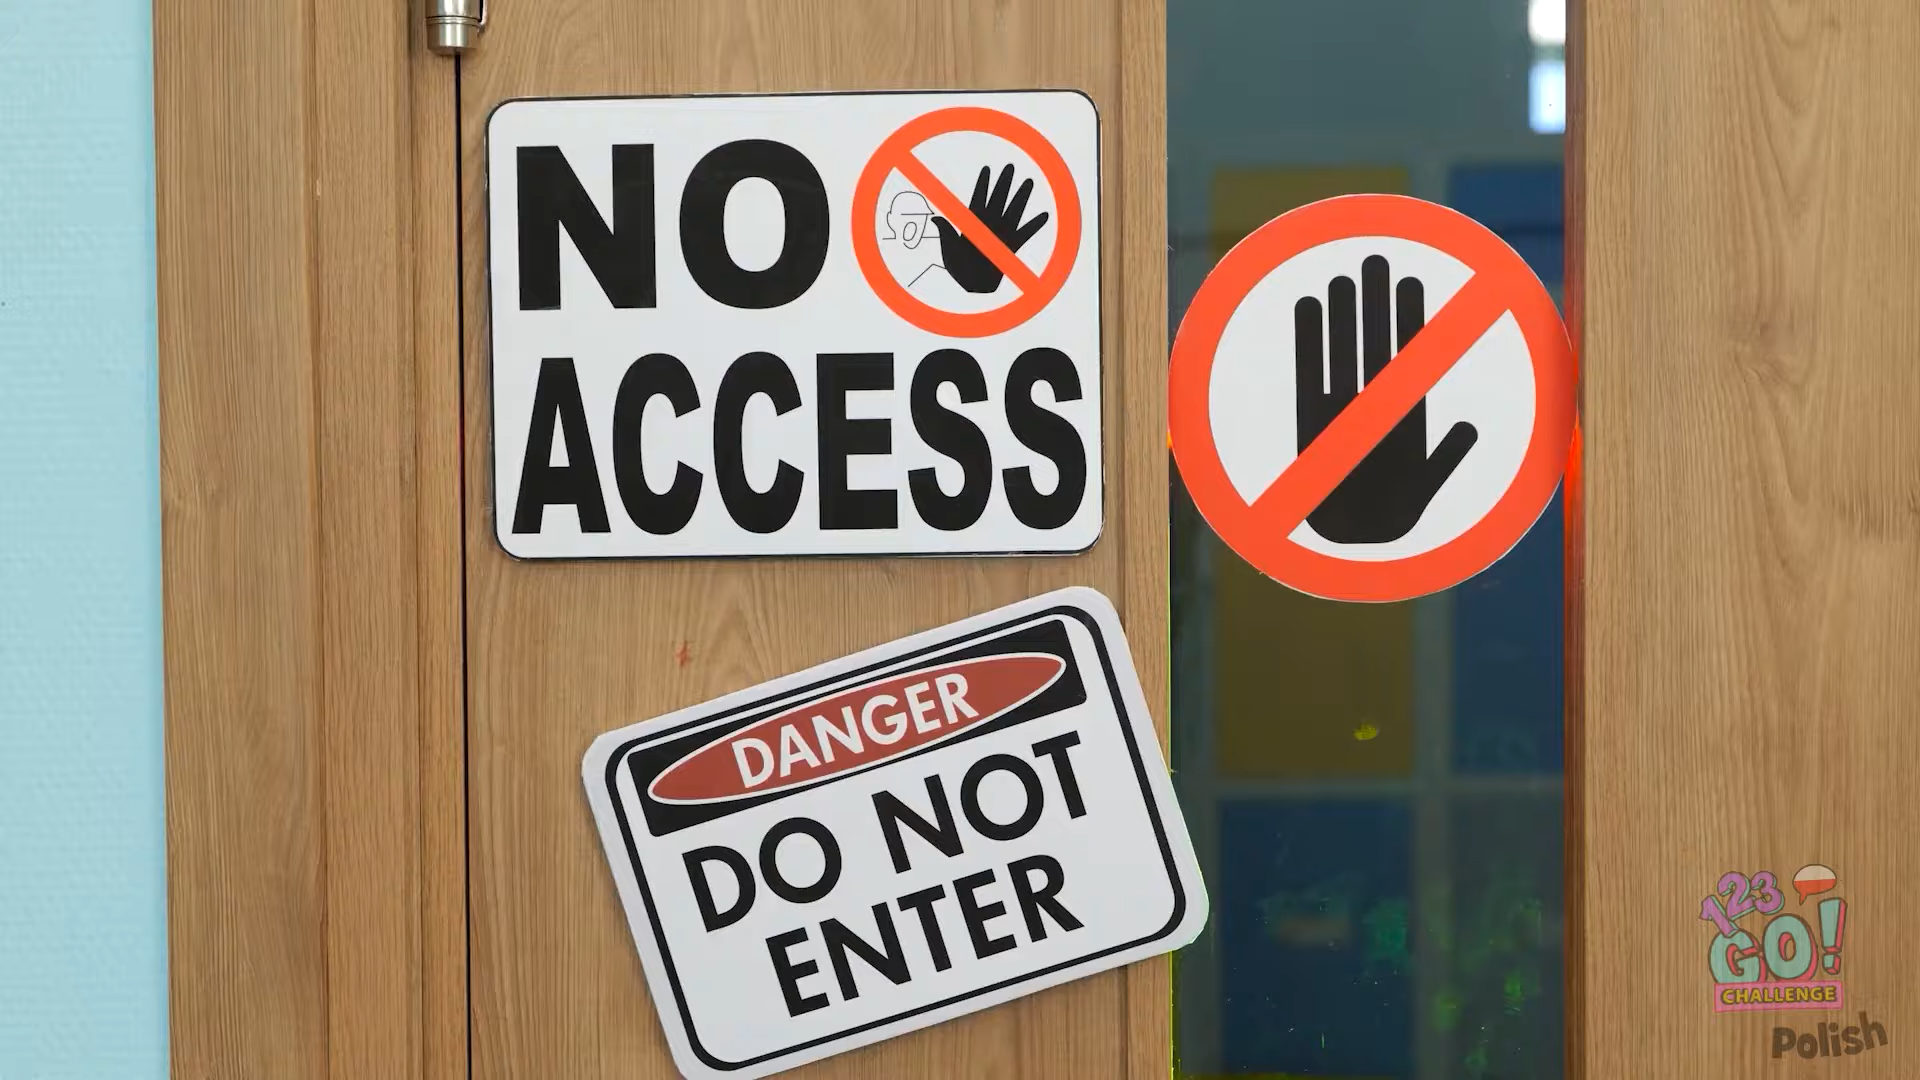 NO
ACCESS
DANGER
DO NOT
ENTER
123
GO!
CHALLENGE
Polish